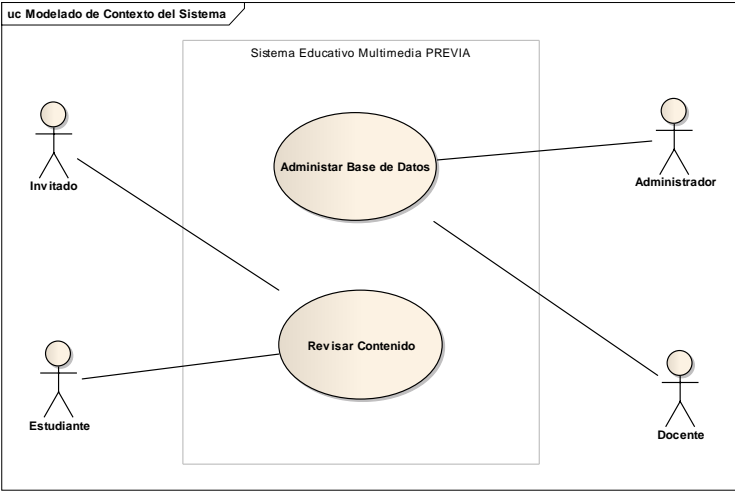 uc Modelado de Contexto del Sistema
Sistema Educativo Multimedia PREVIA
Invitado
Administar Base de Datos
Administrador
Revisar Contenido
Estudiante
Docente